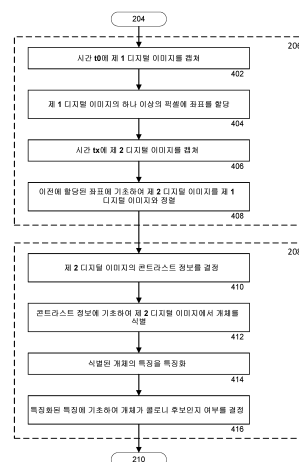 204
206
시간 t0에 제 1 디지털 이미지를 캡쳐
402
제 1 디지털 이미지의 하나 이상의 픽셀에 좌표를 할당
404
시간 tx에 제 2 디지털 이미지를 캡쳐
406
이전에 할당된 좌표에 기초하여 제 2 디지털 이미지를 제 1
디지털 이미지와 정렬
408
208
제 2 디지털 이미지의 콘트라스트 정보를 결정
410
콘트라스트 정보에 기초하여 제 2 디지털 이미지에서 개체를
식별
412
식별된 개체의 특징을 특징화
414
특징화된 특징에 기초하여 개체가 콜로니 후보인지 여부를 결정
416
210